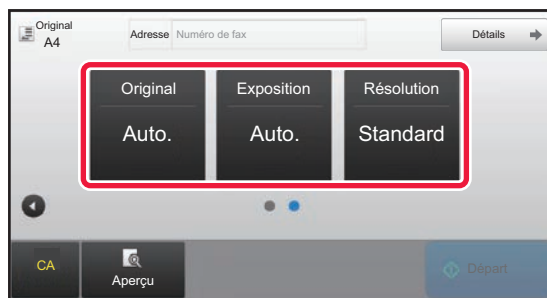 Original
A4
Adresse Numéro de fax
Détails
Original
Exposition
Résolution
Auto.
Auto.
Standard
CA
Aperçu
Départ